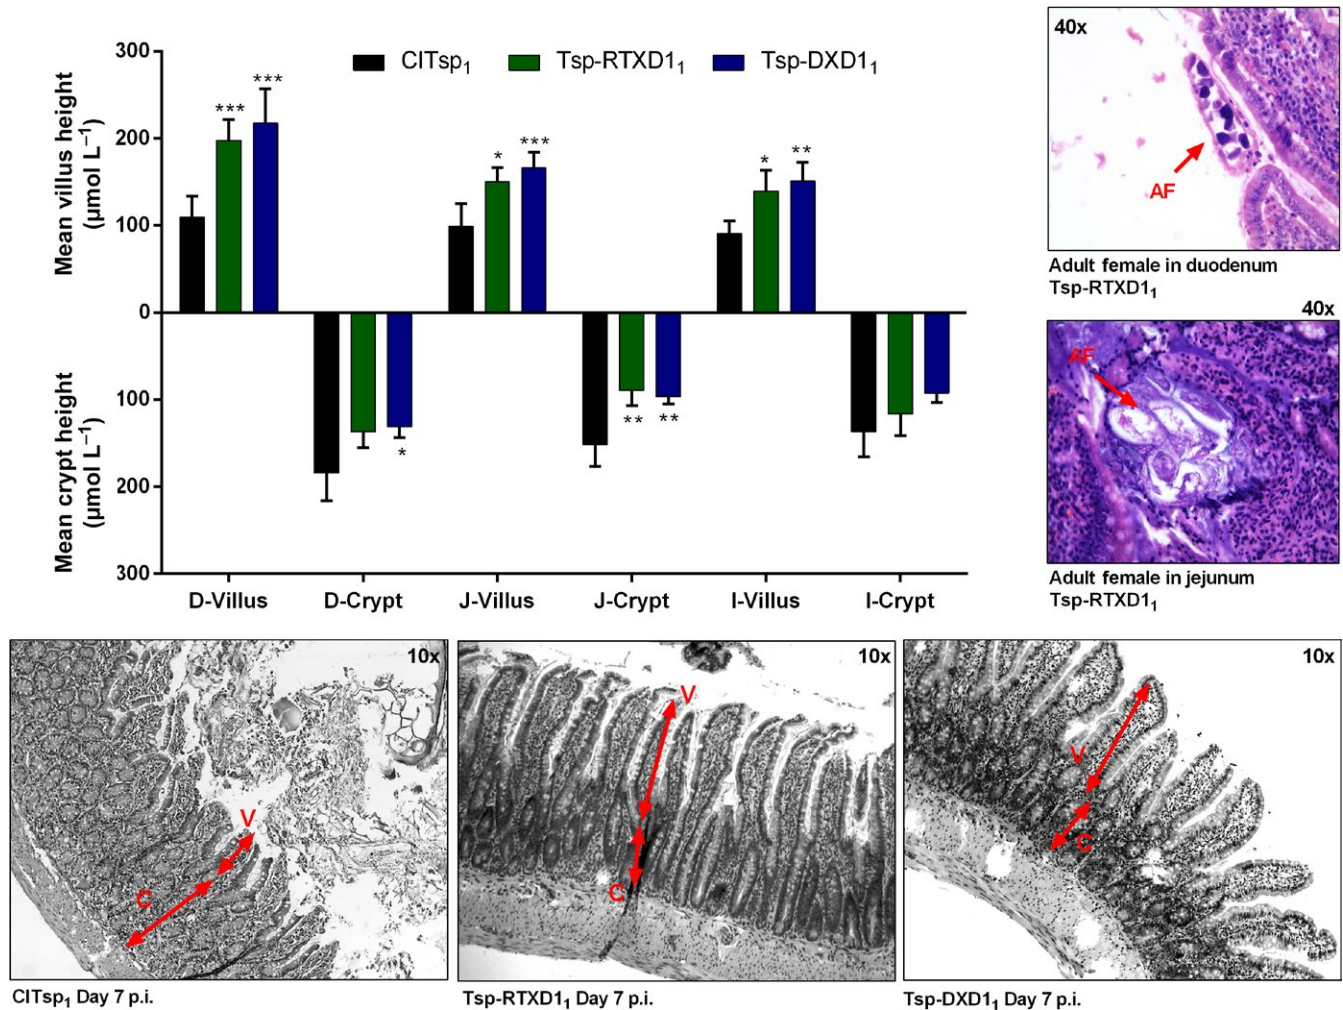 300
200
100
0
100
200
300
Mean villus height
(µmol L−1)
Mean crypt height
(µmol L−1)
CITsp1
Tsp-RTXD11
Tsp-DXD11
***
***
*
***
*
**
*
**
**
D-Villus
D-Crypt
J-Villus
J-Crypt
I-Villus
I-Crypt
40x
AF
Adult female in duodenum
Tsp-RTXD11
40x
AF
Adult female in jejunum
Tsp-RTXD11
10x
V
C
CITsp1 Day 7 p.i.
10x
V
C
Tsp-RTXD11 Day 7 p.i.
10x
V
C
Tsp-DXD11 Day 7 p.i.